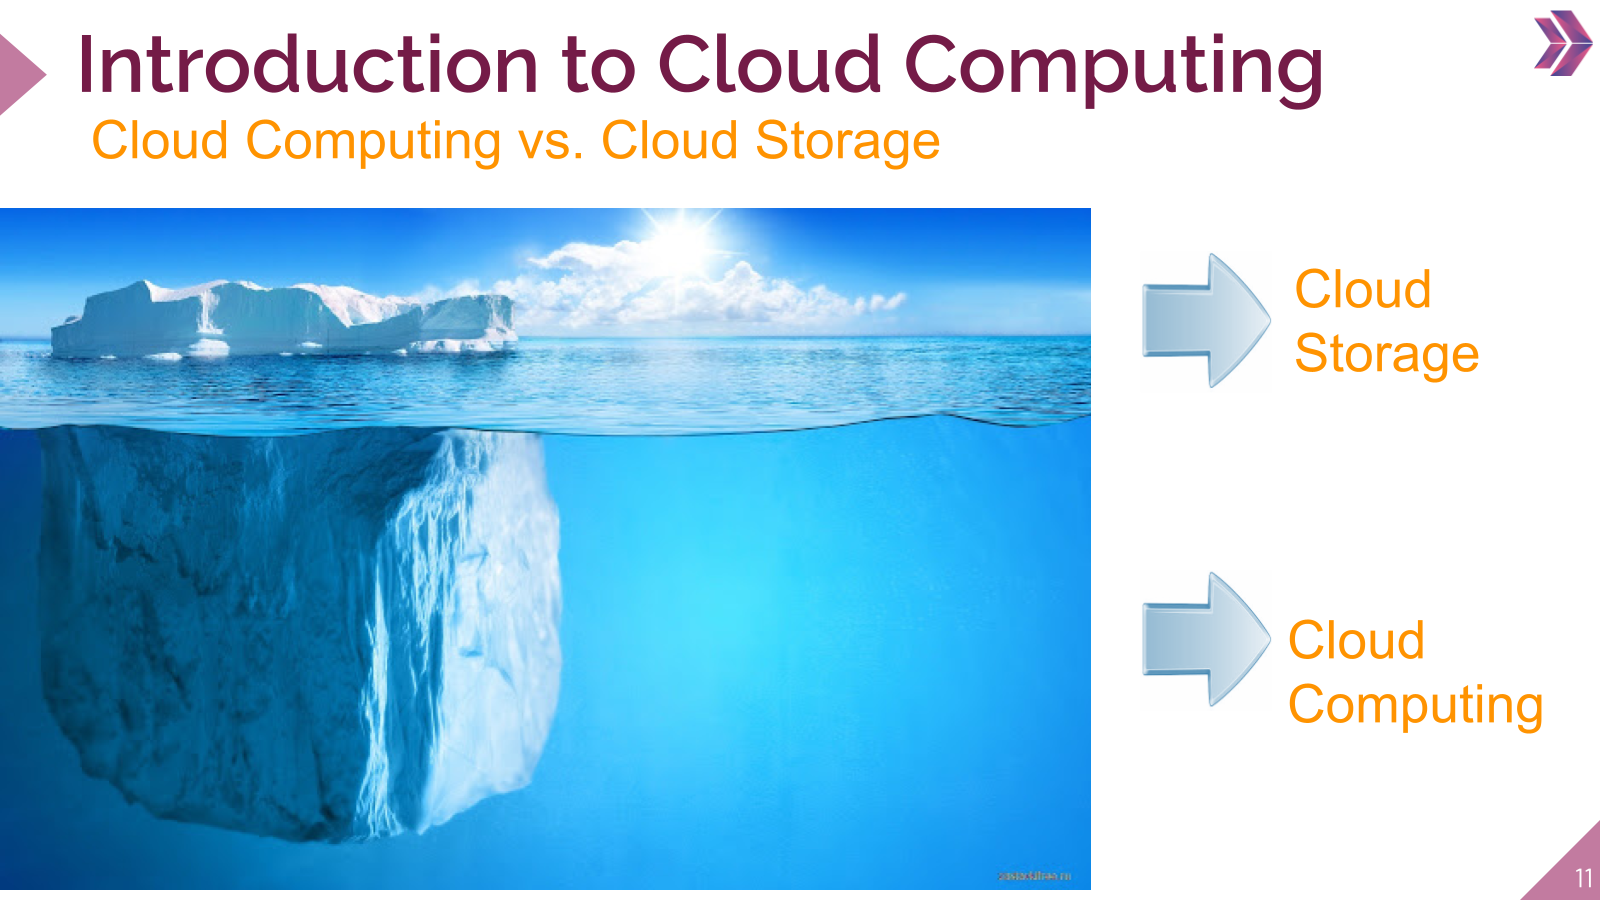 Introduction to Cloud Computing
Cloud Computing vs. Cloud Storage
Cloud
Storage
Cloud
Computing
11